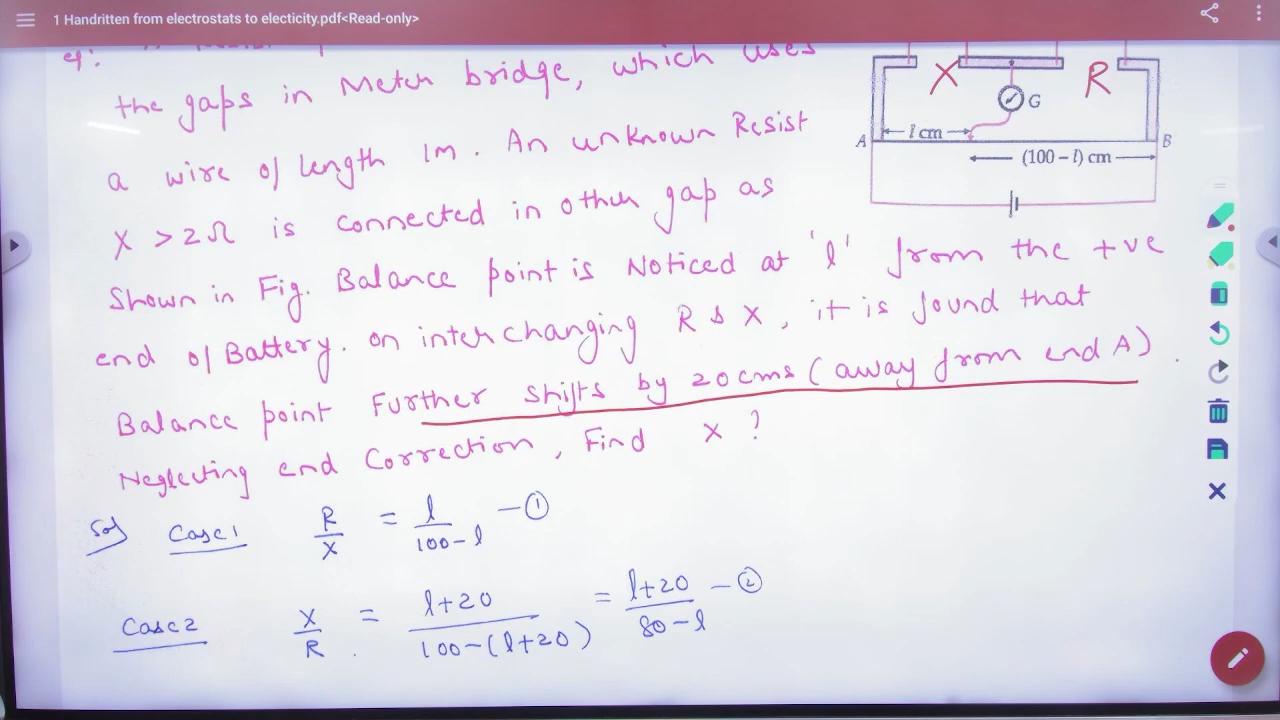 1 Handritten from electrostats to electicity.pdf<Read-only>
the gaps in Meter bridge, which uses
a wire of length 1m. An unknown Resist
X > 2Ω is connected in other gap as
Shown in Fig. Balance point is Noticed at 'l' from the +ve
end of Battery. on interchanging R & X, it is found that
Balance point Further shifts by 20cms (away from end A).
Neglecting end Correction, Find X ?
Sol Case1 R/X = l/100-l -①
Case2 X/R = l+20/100-(l+20) = l+20/80-l -②
X R
G
l cm
A B
(100 – l) cm